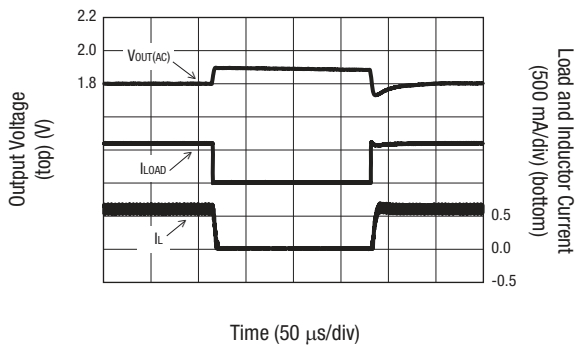 2.2
2.0
1.8
VOUT(AC)
ILOAD
IL
0.5
0.0
-0.5
Output Voltage
(top) (V)
Load and Inductor Current
(500 mA/div) (bottom)
Time (50 μs/div)